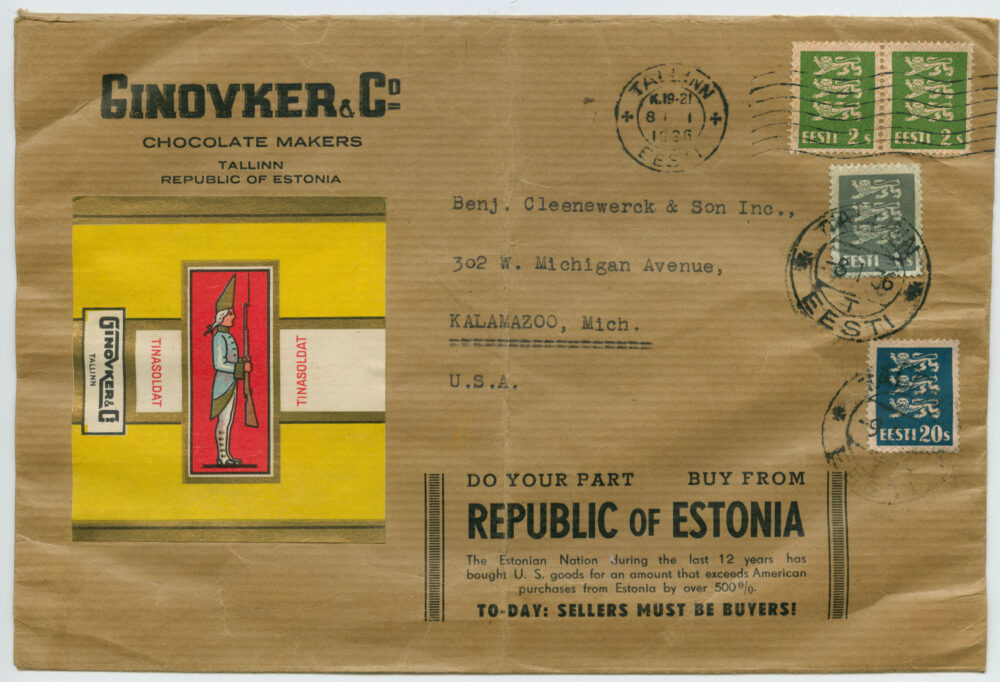 GINOVKER & Co
CHOCOLATE MAKERS
TALLINN
REPUBLIC OF ESTONIA
GINOVKER & Co
TALLINN
TINASOLDAT
TINASOLDAT
TALLINN
K.19-21
8 I
1936
EESTI
EESTI 2s
EESTI 2s
EESTI
EESTI
EESTI 20s
Benj. Cleenewerck & Son Inc.,
302 W. Michigan Avenue,
KALAMAZOO, Mich.
U.S.A.
DO YOUR PART BUY FROM
REPUBLIC OF ESTONIA
The Estonian Nation during the last 12 years has
bought U. S. goods for an amount that exceeds American
purchases from Estonia by over 500%.
TO-DAY: SELLERS MUST BE BUYERS!